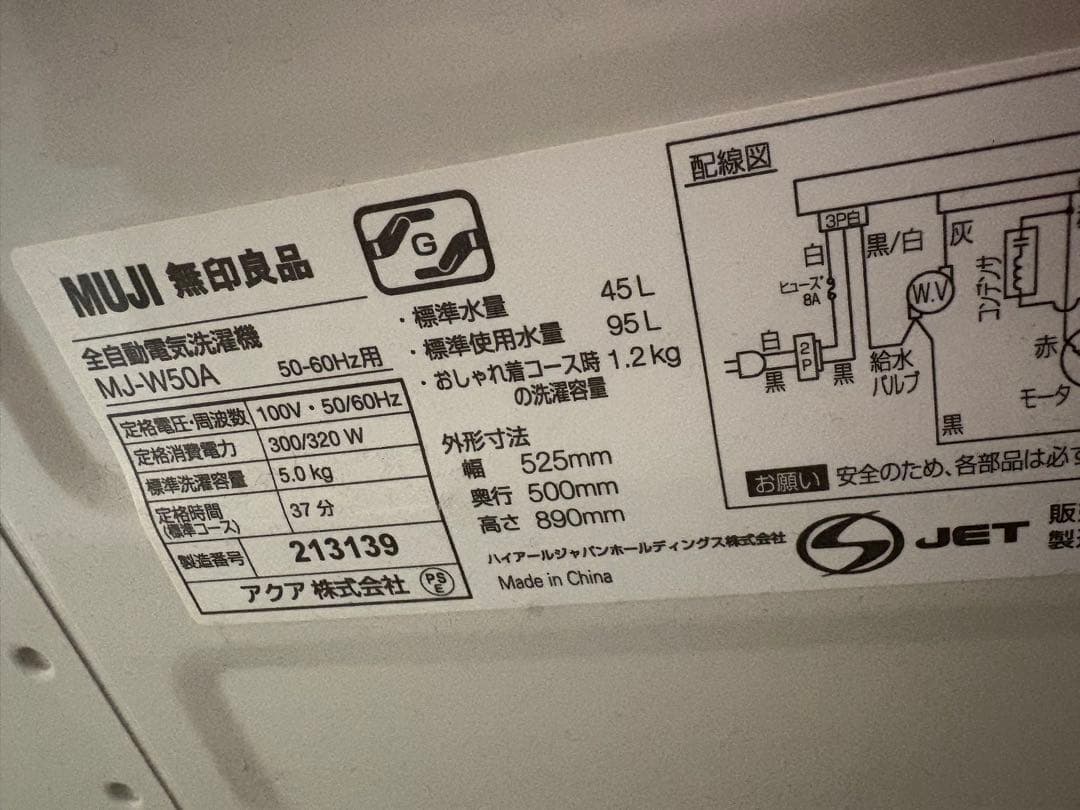 MUJI 無印良品
G
全自動電気洗濯機
MJ-W50A 50-60Hz用
定格電圧・周波数 100V・50/60Hz
定格消費電力 300/320 W
標準洗濯容量 5.0 kg
定格時間 37 分
(標準コース)
製造番号 213139
アクア 株式会社 PSE
・標準水量 45L
・標準使用水量 95L
・おしゃれ着コース時 1.2kg
の洗濯容量
外形寸法
幅 525mm
奥行 500mm
高さ 890mm
ハイアールジャパンホールディングス株式会社
Made in China
配線図
3P白
白
黒/白
灰
ヒューズ
8A
W.V
コンデンサ
白
2P
黒
黒
給水
バルブ
赤
モータ
黒
お願い 安全のため、各部品は必ず
JET
販
製造